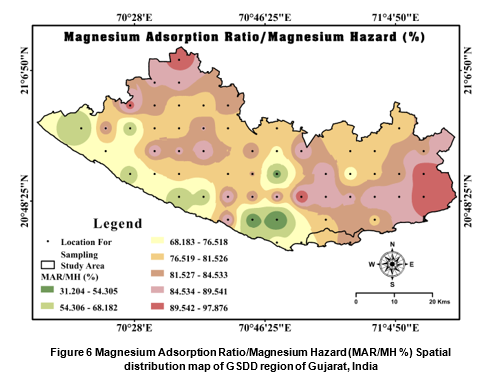 Magnesium Adsorption Ratio/Magnesium Hazard (%)
70°28'E 70°46'25"E 71°4'50"E
21°6'50"N 21°6'50"N
20°48'25"N 20°48'25"N
Legend
Location For
Sampling
Study Area
MAR/MH (%)
31.204 - 54.305
54.306 - 68.182
68.183 - 76.518
76.519 - 81.526
81.527 - 84.533
84.534 - 89.541
89.542 - 97.876
N
W E
S
0 10 20 Kms
70°28'E 70°46'25"E 71°4'50"E
Figure 6 Magnesium Adsorption Ratio/Magnesium Hazard (MAR/MH %) Spatial
distribution map of GSDD region of Gujarat, India